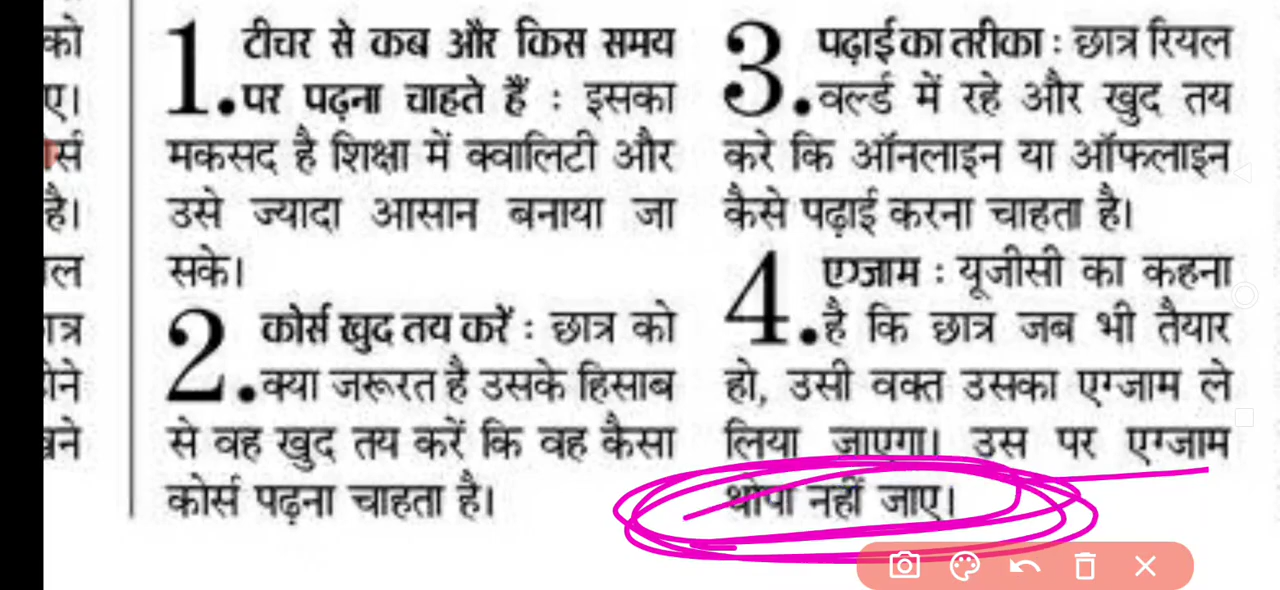 को
ए।
र्स
है।
ल
ात्र
ोने
बने
1. टीचर से कब और किस समय
पर पढ़ना चाहते हैं : इसका
मकसद है शिक्षा में क्वालिटी और
उसे ज्यादा आसान बनाया जा
सके।
2. कोर्स खुद तय करें : छात्र को
क्या जरूरत है उसके हिसाब
से वह खुद तय करें कि वह कैसा
कोर्स पढ़ना चाहता है।
3. पढ़ाई का तरीका : छात्र रियल
वर्ल्ड में रहे और खुद तय
करे कि ऑनलाइन या ऑफलाइन
कैसे पढ़ाई करना चाहता है।
4. एग्जाम : यूजीसी का कहना
है कि छात्र जब भी तैयार
हो, उसी वक्त उसका एग्जाम ले
लिया जाएगा। उस पर एग्जाम
थोपा नहीं जाए।